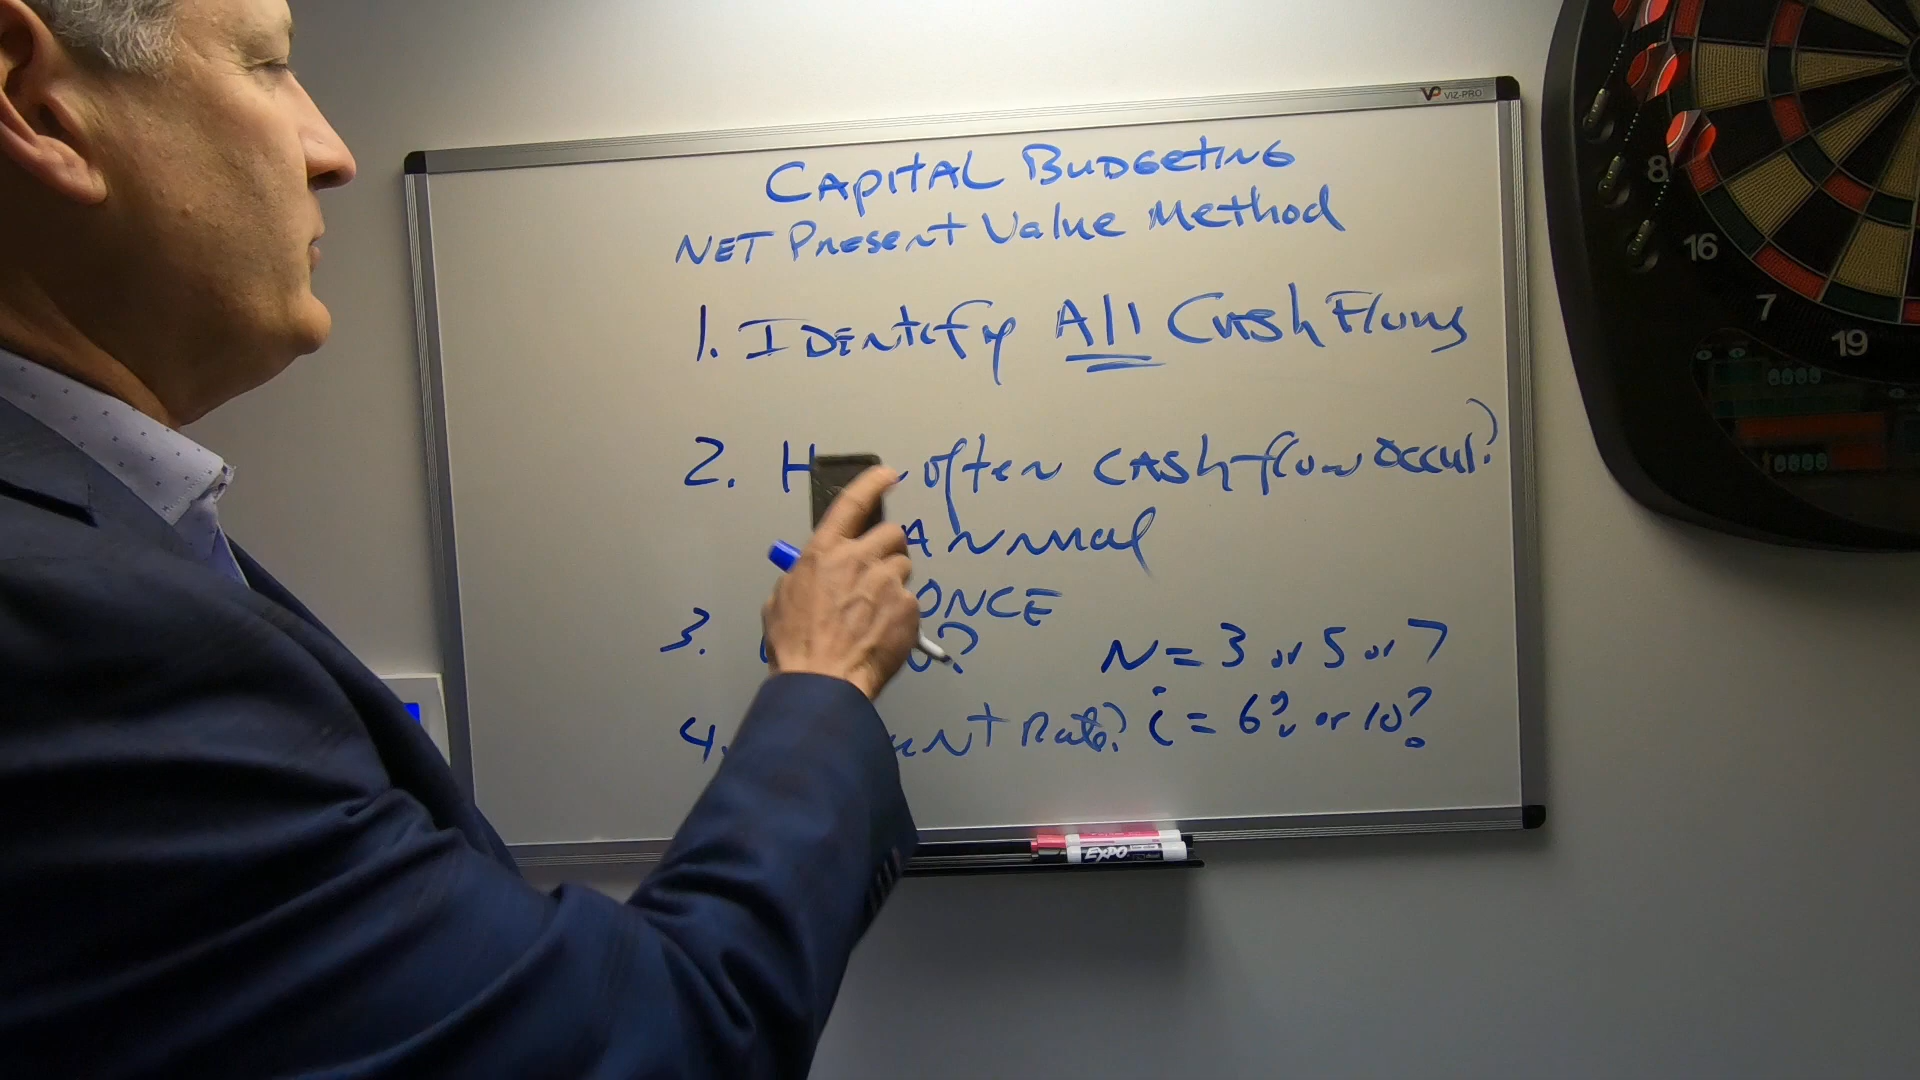 VP VIZ-PRO
CAPITAL BUDGETING
NET Present Value Method
1. IDENtify All CASH Flows
2. often CASH flow Occur?
ANNUAL
ONCE
3. ? N = 3 or 5 or 7
4. Rate? i = 6? or 10?
EXPO
8
16
7
19